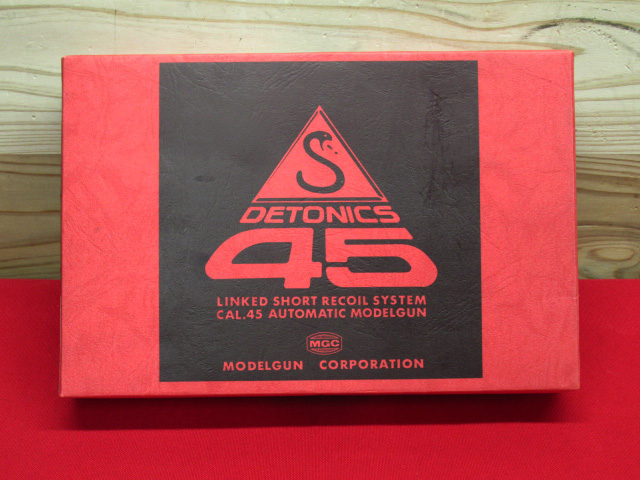 DETONICS
45
LINKED SHORT RECOIL SYSTEM
CAL.45 AUTOMATIC MODELGUN
MGC
MODELGUN CORPORATION